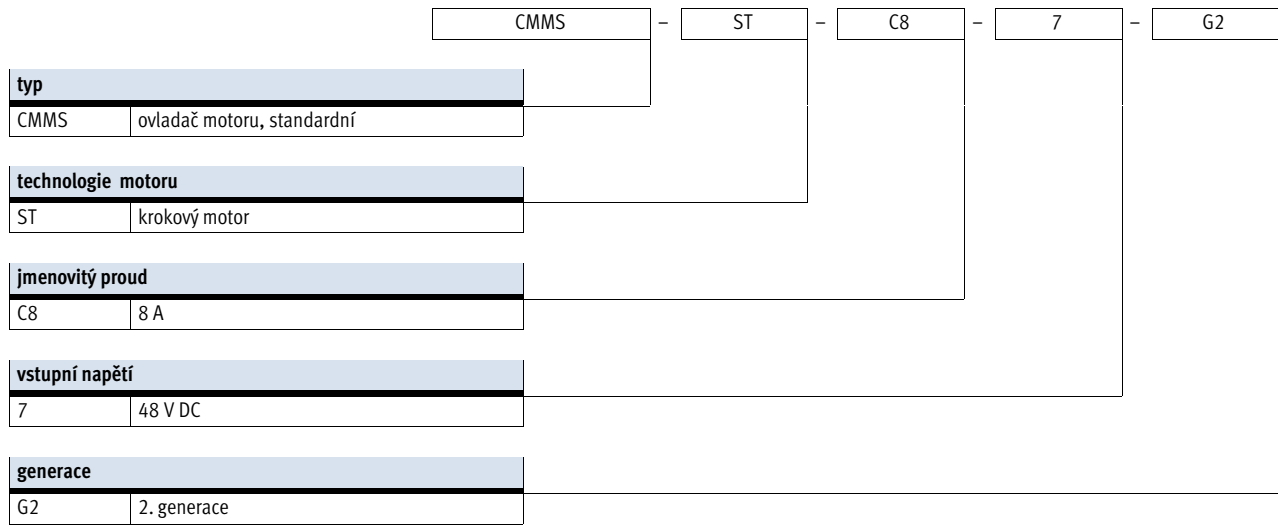 CMMS – ST – C8 – 7 – G2
typ
CMMS ovladač motoru, standardní
technologie motoru
ST krokový motor
jmenovitý proud
C8 8 A
vstupní napětí
7 48 V DC
generace
G2 2. generace